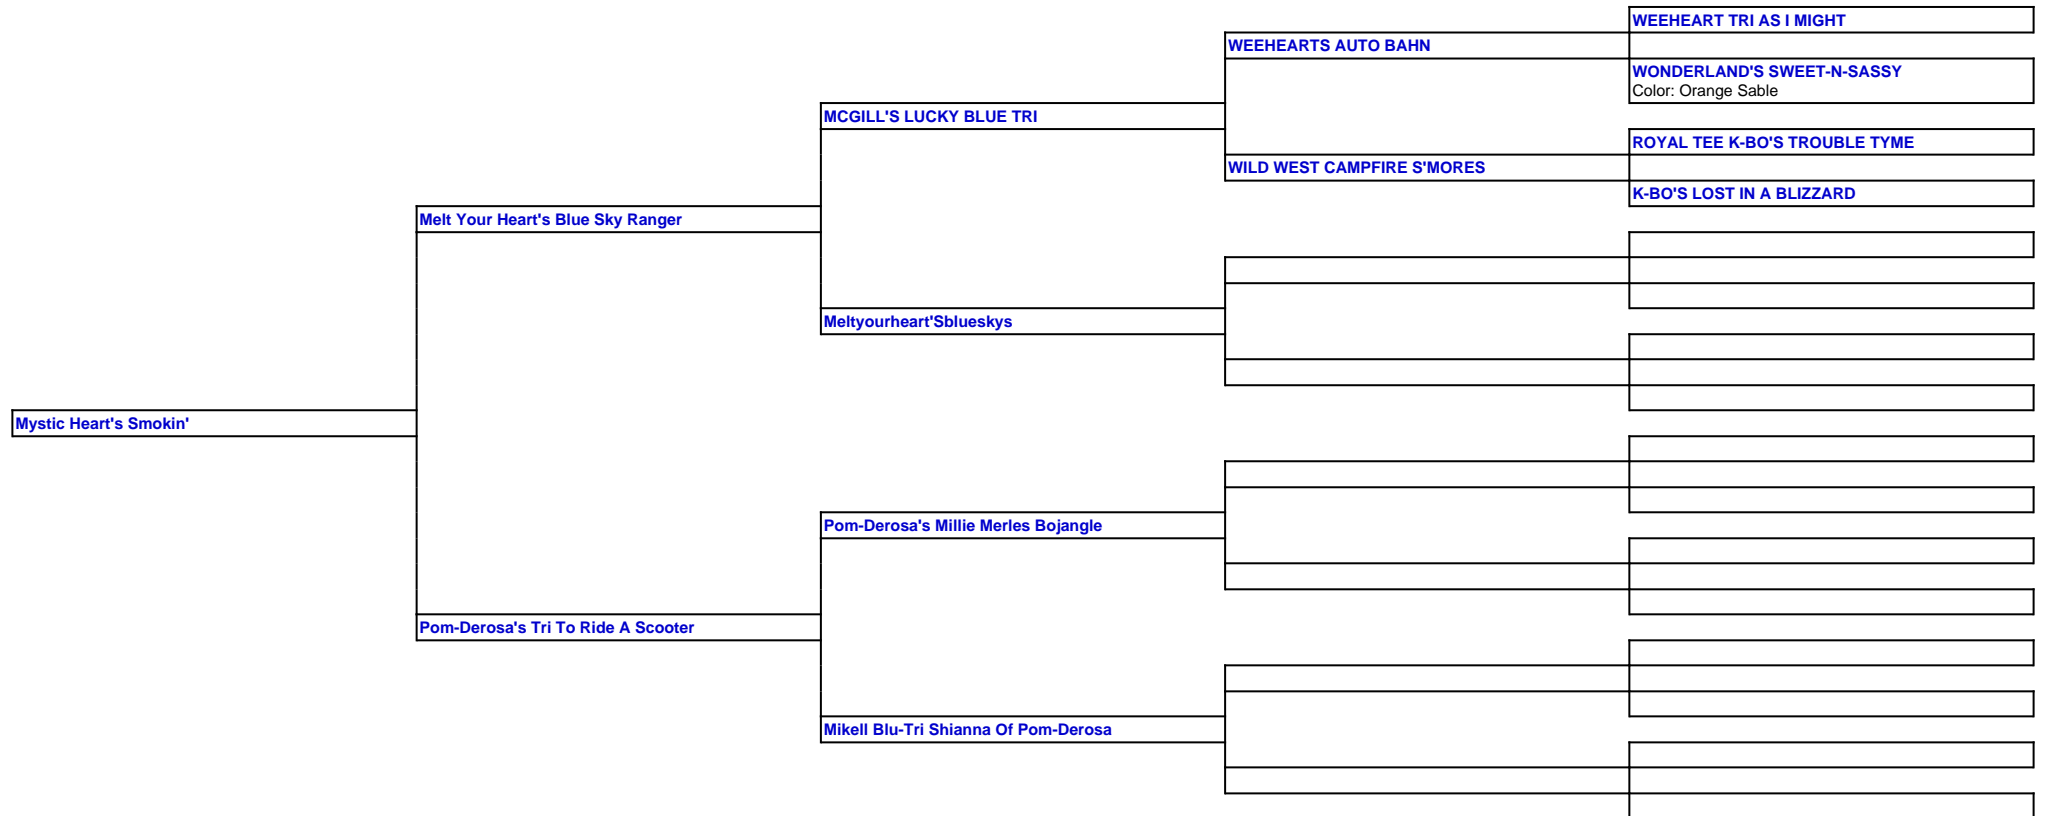 WEEHEART TRI AS I MIGHT
WEEHEARTS AUTO BAHN
WONDERLAND'S SWEET-N-SASSY
Color: Orange Sable
MCGILL'S LUCKY BLUE TRI
ROYAL TEE K-BO'S TROUBLE TYME
WILD WEST CAMPFIRE S'MORES
K-BO'S LOST IN A BLIZZARD
Melt Your Heart's Blue Sky Ranger
Meltyourheart'Sblueskys
Mystic Heart's Smokin'
Pom-Derosa's Millie Merles Bojangle
Pom-Derosa's Tri To Ride A Scooter
Mikell Blu-Tri Shianna Of Pom-Derosa